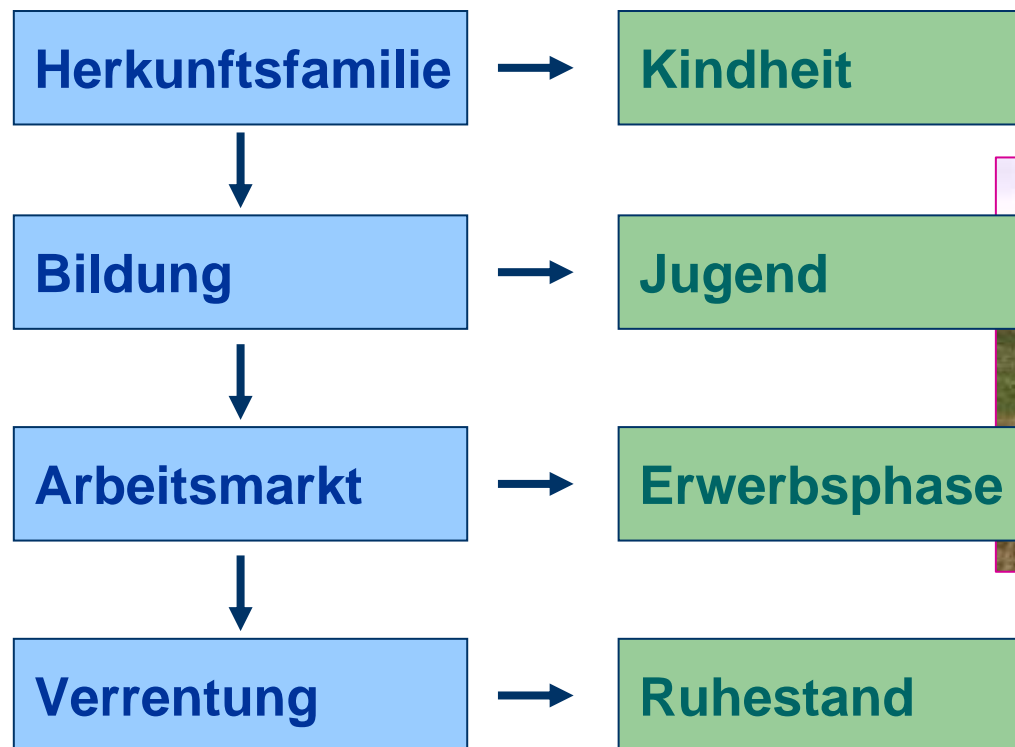 Herkunftsfamilie
Kindheit
Bildung
Jugend
Arbeitsmarkt
Erwerbsphase
Verrentung
Ruhestand